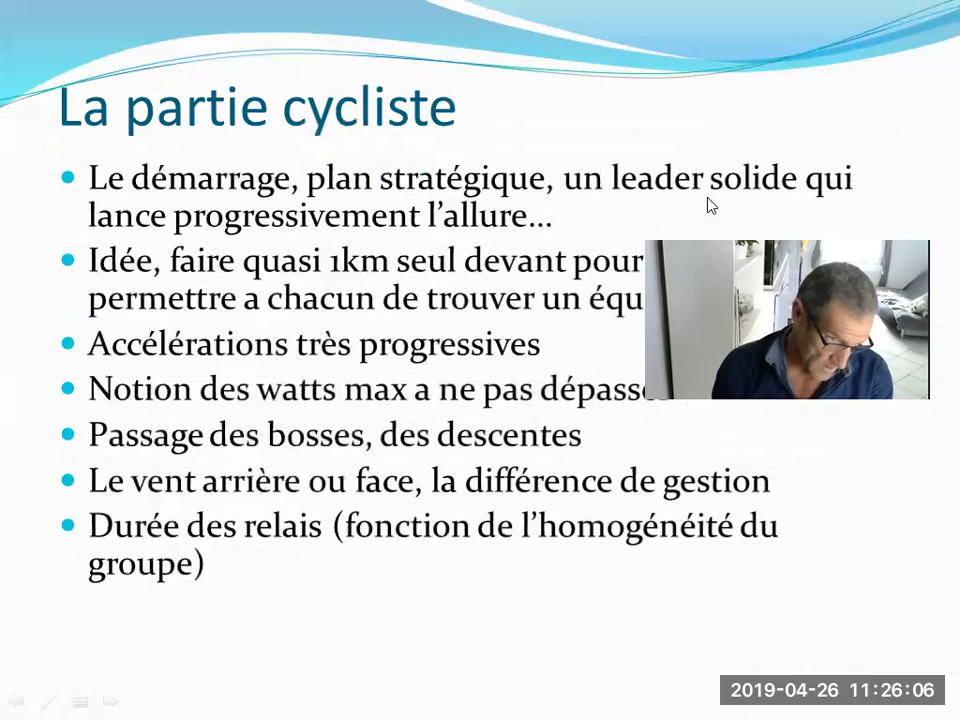 La partie cycliste
Le démarrage, plan stratégique, un leader solide qui
lance progressivement l’allure...
Idée, faire quasi 1km seul devant pour
permettre a chacun de trouver un
Accélérations très progressives
Notion des watts max a ne pas
Passage des bosses, des descentes
Le vent arrière ou face, la différence de gestion
Durée des relais (fonction de l’homogénéité du
groupe)
2019-04-26 11:26:06